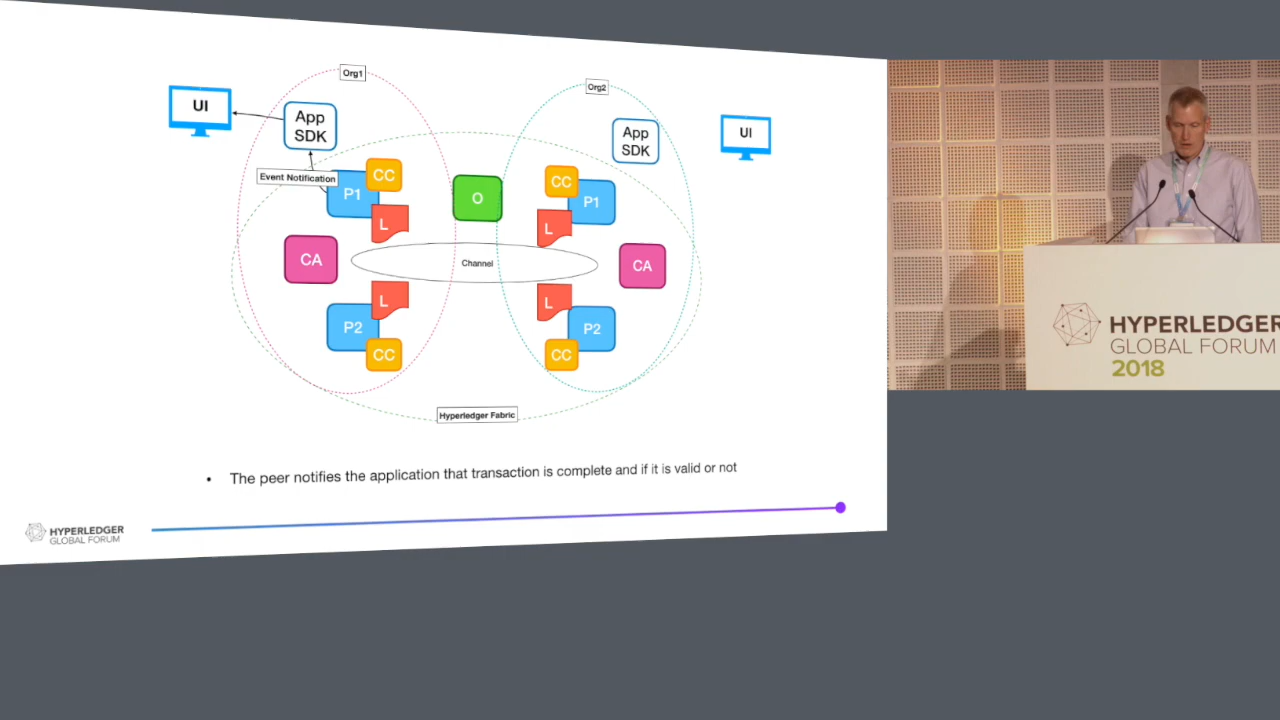 Org1
Org2
UI
App
SDK
App
SDK
UI
Event Notification
P1
CC
L
O
CC
P1
L
CA
Channel
CA
L
P2
CC
L
P2
CC
Hyperledger Fabric
• The peer notifies the application that transaction is complete and if it is valid or not
HYPERLEDGER
GLOBAL FORUM
HYPERLEDGER
GLOBAL FORUM
2018